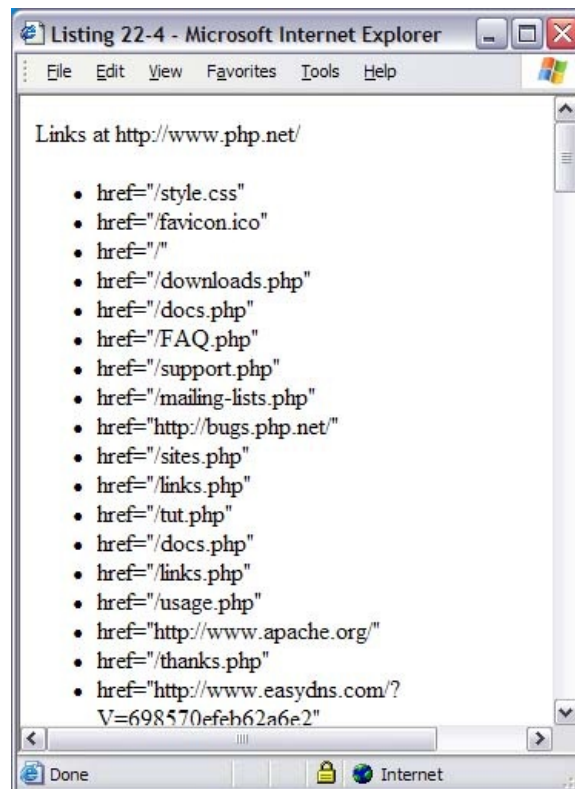 Listing 22-4 - Microsoft Internet Explorer
File Edit View Favorites Tools Help
Links at http://www.php.net/
• href="/style.css"
• href="/favicon.ico"
• href="/"
• href="/downloads.php"
• href="/docs.php"
• href="/FAQ.php"
• href="/support.php"
• href="/mailing-lists.php"
• href="http://bugs.php.net/"
• href="/sites.php"
• href="/links.php"
• href="/tut.php"
• href="/docs.php"
• href="/links.php"
• href="/usage.php"
• href="http://www.apache.org/"
• href="/thanks.php"
• href="http://www.easydns.com/?
V=698570efeb62a6e2"
Done Internet